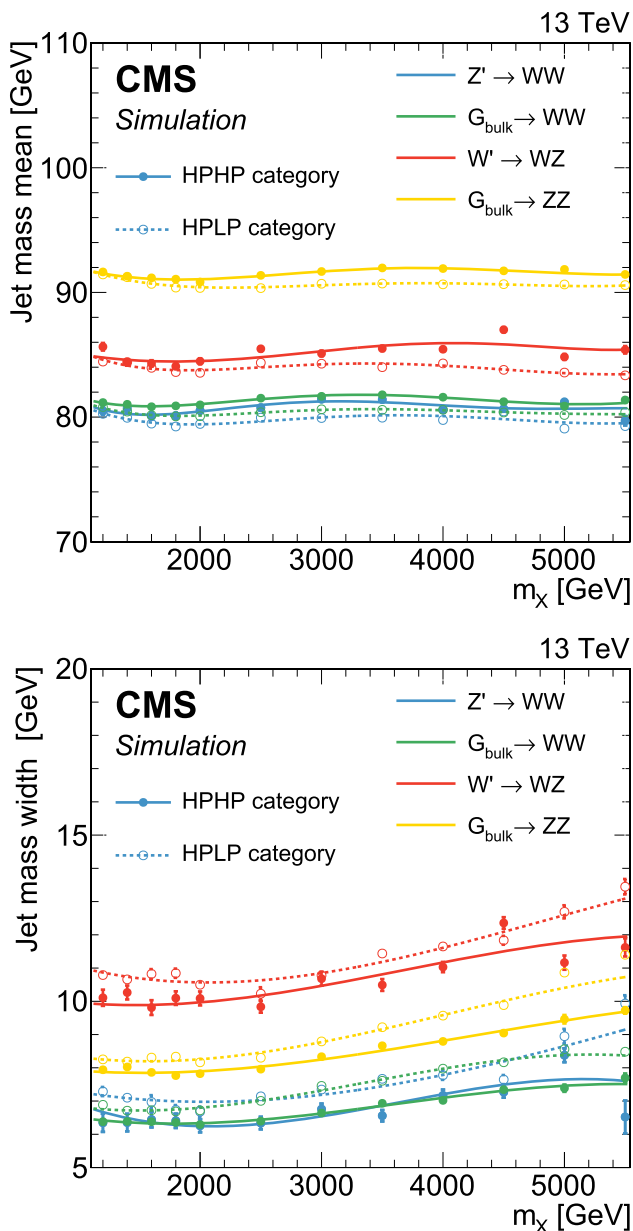 13 TeV
110
100
90
80
70
Jet mass mean [GeV]
CMS
Simulation
HPHP category
HPLP category
Z' → WW
G_bulk → WW
W' → WZ
G_bulk → ZZ
2000 3000 4000 5000
m_X [GeV]
13 TeV
20
15
10
5
Jet mass width [GeV]
CMS
Simulation
HPHP category
HPLP category
Z' → WW
G_bulk → WW
W' → WZ
G_bulk → ZZ
2000 3000 4000 5000
m_X [GeV]